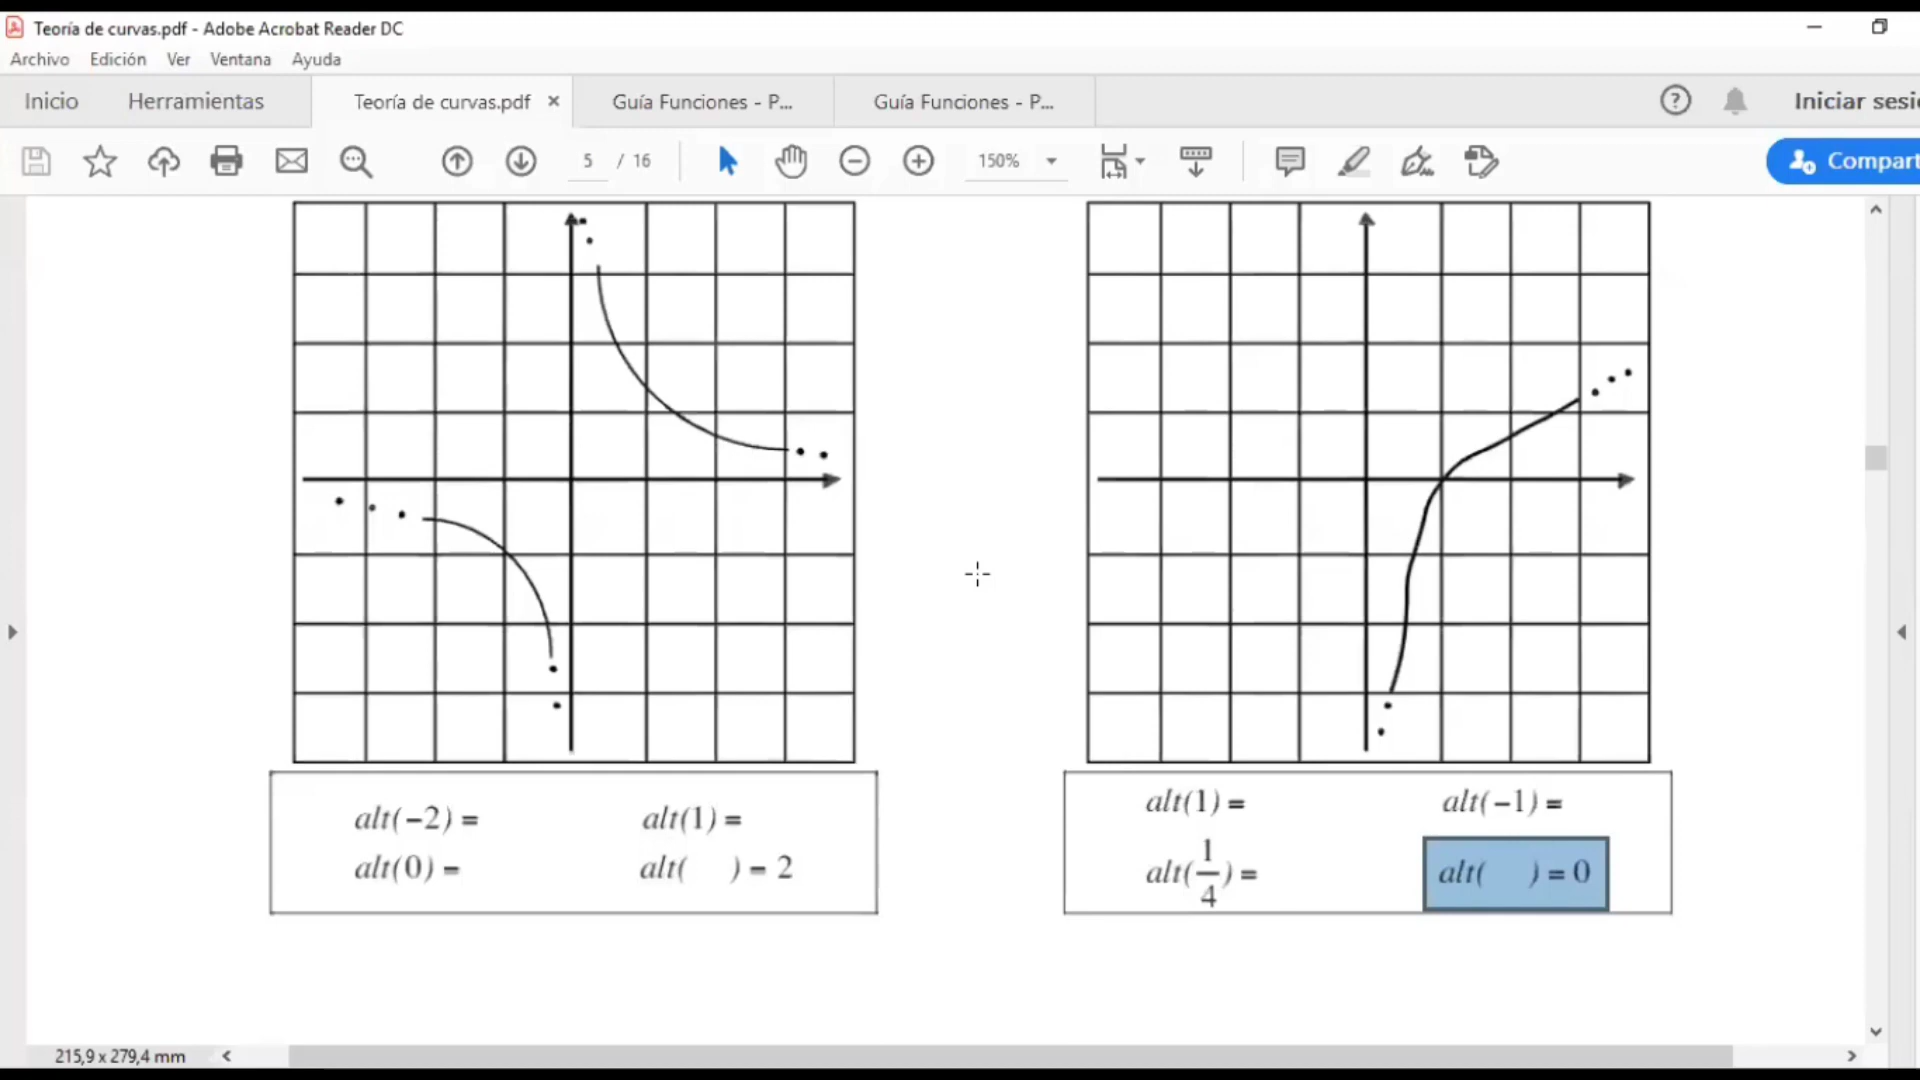 Teoría de curvas.pdf - Adobe Acrobat Reader DC
Archivo Edición Ver Ventana Ayuda
Inicio Herramientas Teoría de curvas.pdf × Guía Funciones - P... Guía Funciones - P... Iniciar sesi
5 / 16 150% Compart
alt(−2) = alt(1) =
alt(0) = alt( ) = 2
alt(1) = alt(−1) =
alt(1/4) = alt( ) = 0
215,9 x 279,4 mm